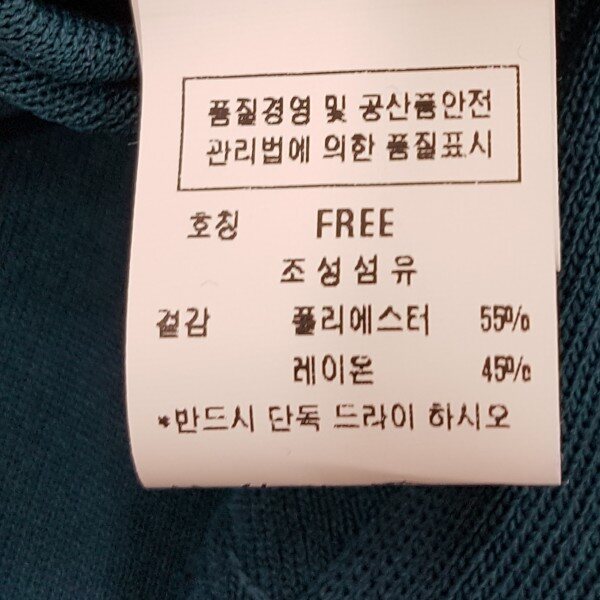 품질경영 및 공산품안전
관리법에 의한 품질표시
호칭 FREE
조성섬유
겉감 폴리에스터 55%
레이온 45%
*반드시 단독 드라이 하시오